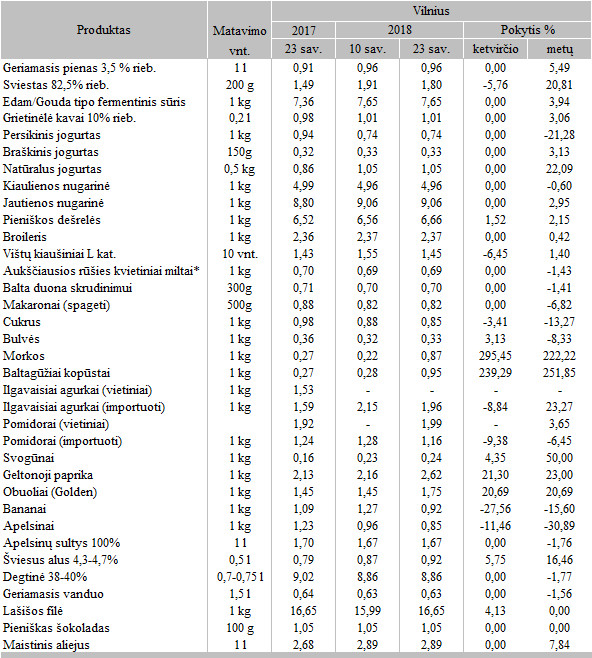 Produktas Matavimo vnt. Vilnius
2017 2018 Pokytis %
23 sav. 10 sav. 23 sav. ketvirčio metų
Geriamasis pienas 3,5 % rieb. 1 l 0,91 0,96 0,96 0,00 5,49
Sviestas 82,5% rieb. 200 g 1,49 1,91 1,80 -5,76 20,81
Edam/Gouda tipo fermentinis sūris 1 kg 7,36 7,65 7,65 0,00 3,94
Grietinėlė kavai 10% rieb. 0,2 l 0,98 1,01 1,01 0,00 3,06
Persikinis jogurtas 1 kg 0,94 0,74 0,74 0,00 -21,28
Braškinis jogurtas 150g 0,32 0,33 0,33 0,00 3,13
Natūralus jogurtas 0,5 kg 0,86 1,05 1,05 0,00 22,09
Kiaulienos nugarinė 1 kg 4,99 4,96 4,96 0,00 -0,60
Jautienos nugarinė 1 kg 8,80 9,06 9,06 0,00 2,95
Pieniškos dešrelės 1 kg 6,52 6,56 6,66 1,52 2,15
Broileris 1 kg 2,36 2,37 2,37 0,00 0,42
Vištų kiaušiniai L kat. 10 vnt. 1,43 1,55 1,45 -6,45 1,40
Aukščiausios rūšies kvietiniai miltai* 1 kg 0,70 0,69 0,69 0,00 -1,43
Balta duona skrudinimui 300g 0,71 0,70 0,70 0,00 -1,41
Makaronai (spageti) 500g 0,88 0,82 0,82 0,00 -6,82
Cukrus 1 kg 0,98 0,88 0,85 -3,41 -13,27
Bulvės 1 kg 0,36 0,32 0,33 3,13 -8,33
Morkos 1 kg 0,27 0,22 0,87 295,45 222,22
Baltagūžiai kopūstai 1 kg 0,27 0,28 0,95 239,29 251,85
Ilgavaisiai agurkai (vietiniai) 1 kg 1,53 - - - -
Ilgavaisiai agurkai (importuoti) 1 kg 1,59 2,15 1,96 -8,84 23,27
Pomidorai (vietiniai) 1,92 - 1,99 - 3,65
Pomidorai (importuoti) 1 kg 1,24 1,28 1,16 -9,38 -6,45
Svogūnai 1 kg 0,16 0,23 0,24 4,35 50,00
Geltonoji paprika 1 kg 2,13 2,16 2,62 21,30 23,00
Obuoliai (Golden) 1 kg 1,45 1,45 1,75 20,69 20,69
Bananai 1 kg 1,09 1,27 0,92 -27,56 -15,60
Apelsinai 1 kg 1,23 0,96 0,85 -11,46 -30,89
Apelsinų sultys 100% 1 l 1,70 1,67 1,67 0,00 -1,76
Šviesus alus 4,3-4,7% 0,5 l 0,79 0,87 0,92 5,75 16,46
Degtinė 38-40% 0,7-0,75 l 9,02 8,86 8,86 0,00 -1,77
Geriamasis vanduo 1,5 l 0,64 0,63 0,63 0,00 -1,56
Lašišos filė 1 kg 16,65 15,99 16,65 4,13 0,00
Pieniškas šokoladas 100 g 1,05 1,05 1,05 0,00 0,00
Maistinis aliejus 1 l 2,68 2,89 2,89 0,00 7,84